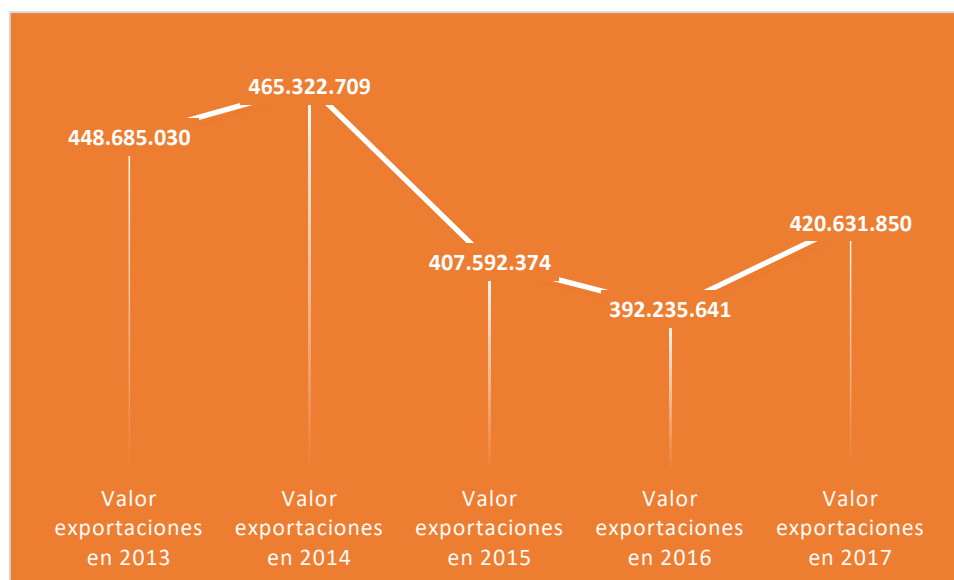 465.322.709
448.685.030
420.631.850
407.592.374
392.235.641
Valor
exportaciones
en 2013
Valor
exportaciones
en 2014
Valor
exportaciones
en 2015
Valor
exportaciones
en 2016
Valor
exportaciones
en 2017